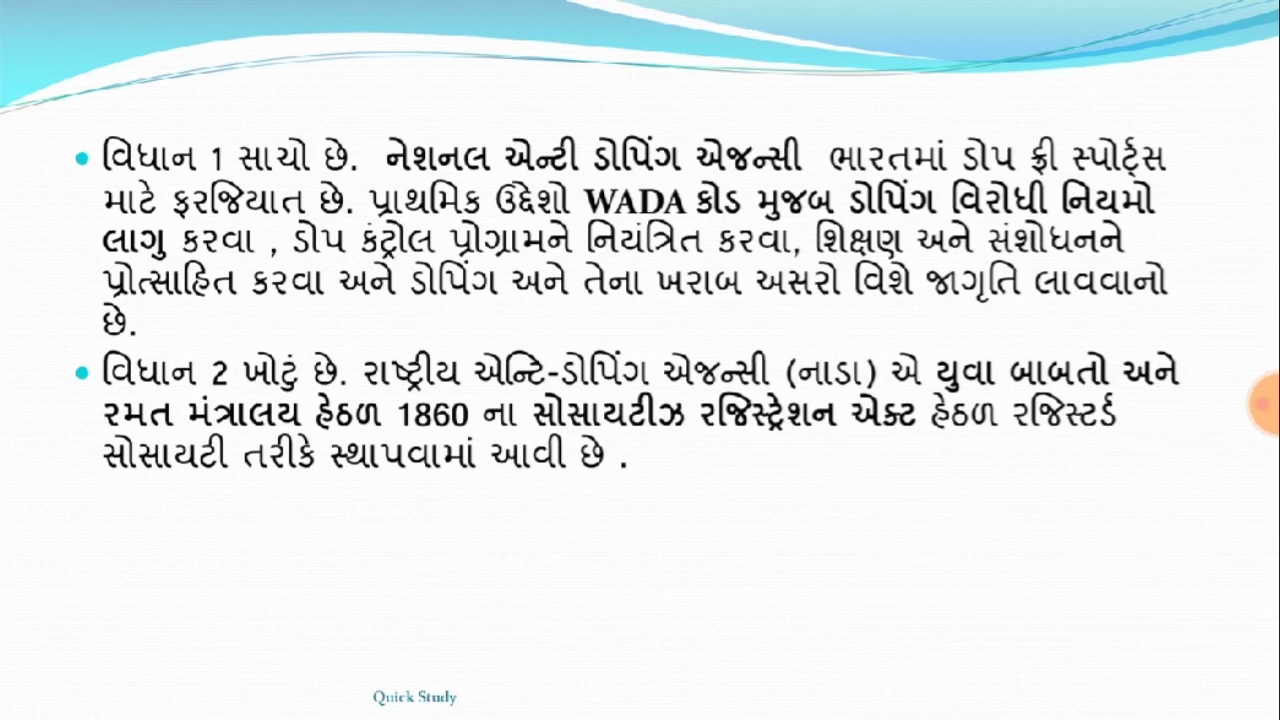 વિધાન 1 સાચો છે. નેશનલ એન્ટી ડોપિંગ એજન્સી ભારતમાં ડોપ ફ્રી સ્પોર્ટ્સ
માટે ફરજિયાત છે. પ્રાથમિક ઉદ્દેશો WADA કોડ મુજબ ડોપિંગ વિરોધી નિયમો
લાગુ કરવા , ડોપ કંટ્રોલ પ્રોગ્રામને નિયંત્રિત કરવા, શિક્ષણ અને સંશોધનને
પ્રોત્સાહિત કરવા અને ડોપિંગ અને તેના ખરાબ અસરો વિશે જાગૃતિ લાવવાનો
છે.
વિધાન 2 ખોટું છે. રાષ્ટ્રીય એન્ટિ-ડોપિંગ એજન્સી (નાડા) એ યુવા બાબતો અને
રમત મંત્રાલય હેઠળ 1860 ના સોસાયટીઝ રજિસ્ટ્રેશન એક્ટ હેઠળ રજિસ્ટર્ડ
સોસાયટી તરીકે સ્થાપવામાં આવી છે .
Quick Study